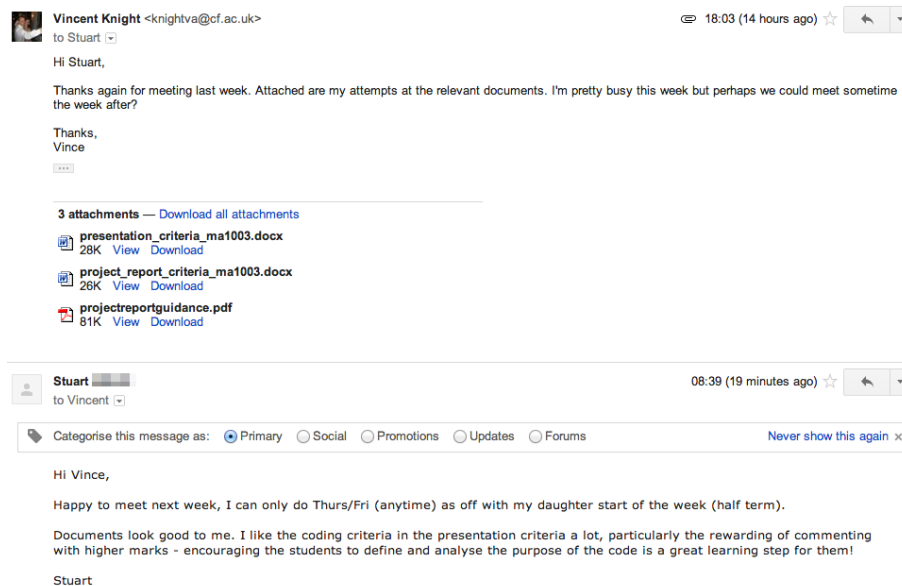 Vincent Knight <knightva@cf.ac.uk>
18:03 (14 hours ago)
to Stuart
Hi Stuart,
Thanks again for meeting last week. Attached are my attempts at the relevant documents. I'm pretty busy this week but perhaps we could meet sometime
the week after?
Thanks,
Vince
3 attachments — Download all attachments
presentation_criteria_ma1003.docx
28K View Download
project_report_criteria_ma1003.docx
26K View Download
projectreportguidance.pdf
81K View Download
Stuart
08:39 (19 minutes ago)
to Vincent
Categorise this message as: Primary Social Promotions Updates Forums Never show this again ×
Hi Vince,
Happy to meet next week, I can only do Thurs/Fri (anytime) as off with my daughter start of the week (half term).
Documents look good to me. I like the coding criteria in the presentation criteria a lot, particularly the rewarding of commenting
with higher marks - encouraging the students to define and analyse the purpose of the code is a great learning step for them!
Stuart